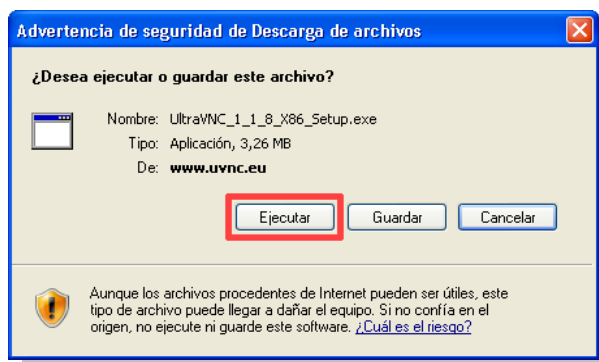 Advertencia de seguridad de Descarga de archivos
¿Desea ejecutar o guardar este archivo?
Nombre: UltraVNC_1_1_8_X86_Setup.exe
Tipo: Aplicación, 3,26 MB
De: www.uvnc.eu
Ejecutar Guardar Cancelar
Aunque los archivos procedentes de Internet pueden ser útiles, este
tipo de archivo puede llegar a dañar el equipo. Si no confía en el
origen, no ejecute ni guarde este software. ¿Cuál es el riesgo?